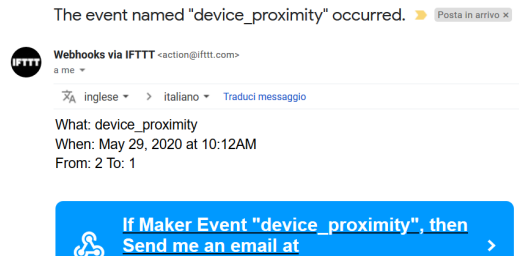 The event named "device_proximity" occurred. Posta in arrivo ×
IFTTT
Webhooks via IFTTT <action@ifttt.com>
a me
inglese > italiano Traduci messaggio
What: device_proximity
When: May 29, 2020 at 10:12AM
From: 2 To: 1
If Maker Event "device_proximity", then
Send me an email at